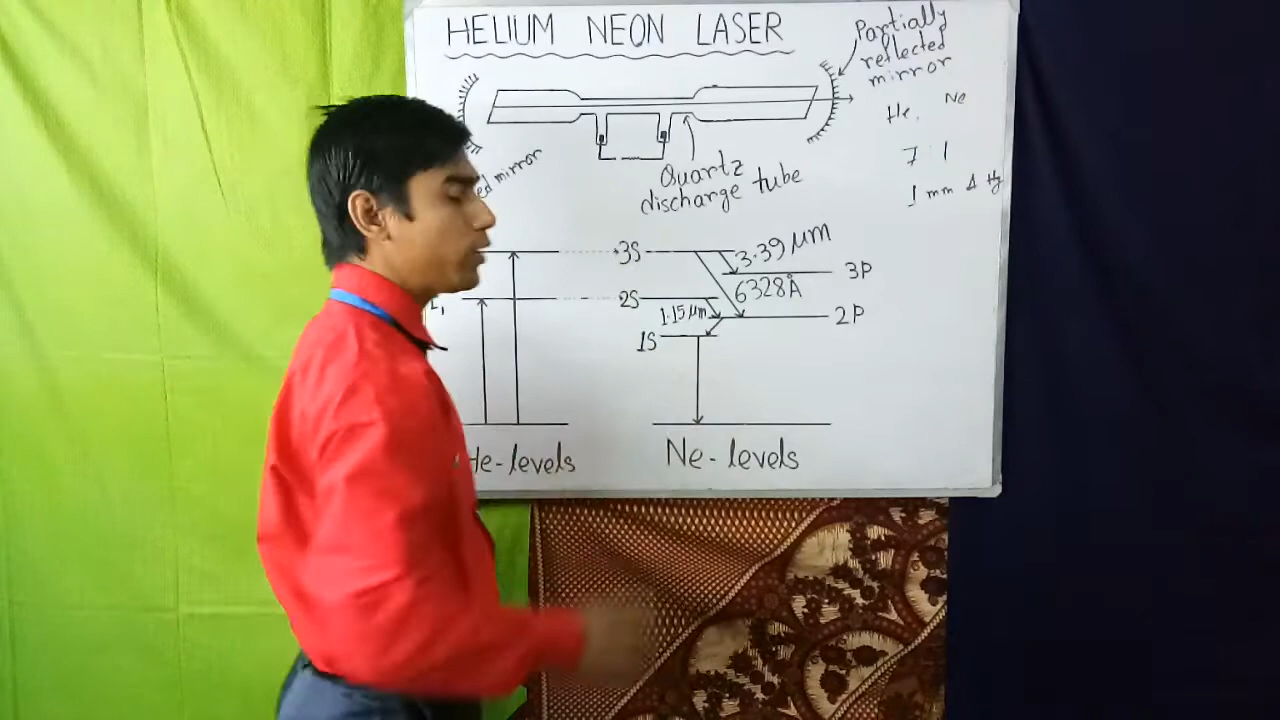 HELIUM NEON LASER
Partially
reflected
mirror
He, Ne
7 : 1
1 mm of Hg
ed mirror
Quartz
discharge tube
3S
3.39 μm
3P
6328Å
2S
1.15 μm
2P
1S
He-levels
Ne-levels